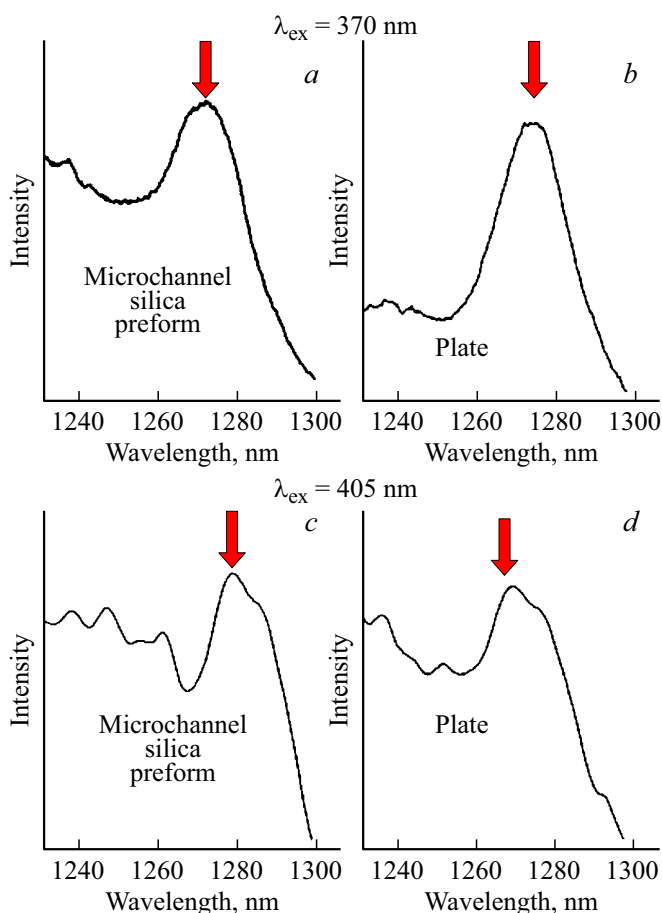 λex = 370 nm
a
b
Intensity
Intensity
Microchannel
silica
preform
Plate
1240 1260 1280 1300
1240 1260 1280 1300
Wavelength, nm
Wavelength, nm
λex = 405 nm
c
d
Intensity
Intensity
Microchannel
silica
preform
Plate
1240 1260 1280 1300
1240 1260 1280 1300
Wavelength, nm
Wavelength, nm